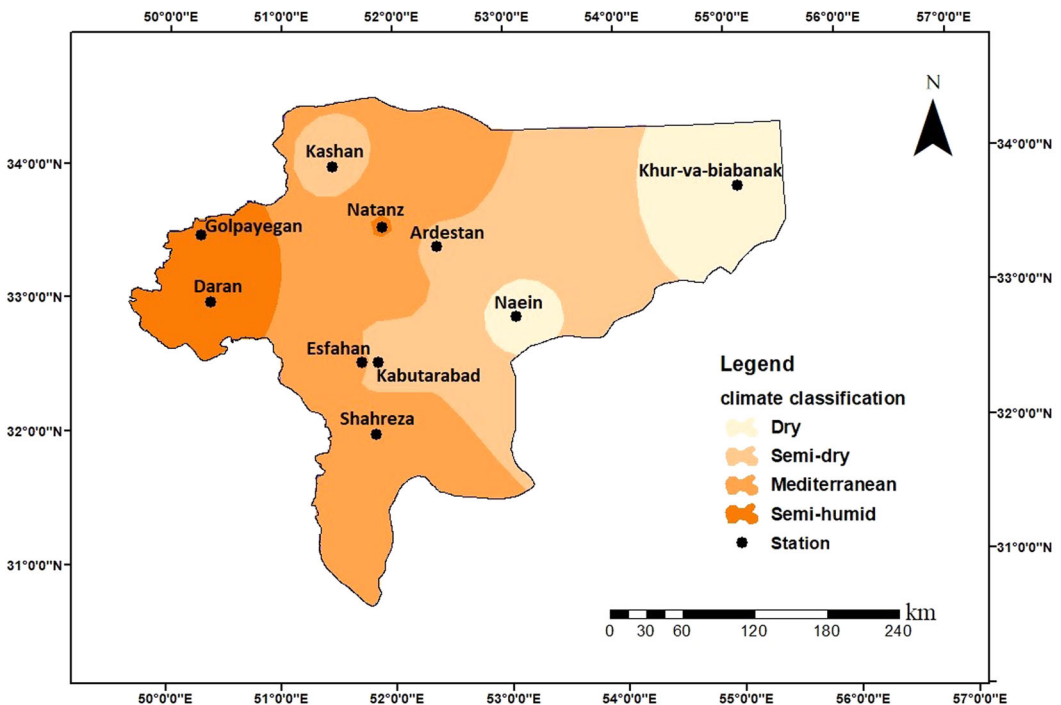 50°0'0"E 51°0'0"E 52°0'0"E 53°0'0"E 54°0'0"E 55°0'0"E 56°0'0"E 57°0'0"E
N
34°0'0"N
34°0'0"N
Kashan
Khur-va-biabanak
Natanz
Golpayegan
Ardestan
33°0'0"N
33°0'0"N
Daran
Naein
Esfahan
Kabutarabad
Shahreza
32°0'0"N
32°0'0"N
31°0'0"N
31°0'0"N
Legend
climate classification
Dry
Semi-dry
Mediterranean
Semi-humid
Station
km
0 30 60 120 180 240
50°0'0"E 51°0'0"E 52°0'0"E 53°0'0"E 54°0'0"E 55°0'0"E 56°0'0"E 57°0'0"E